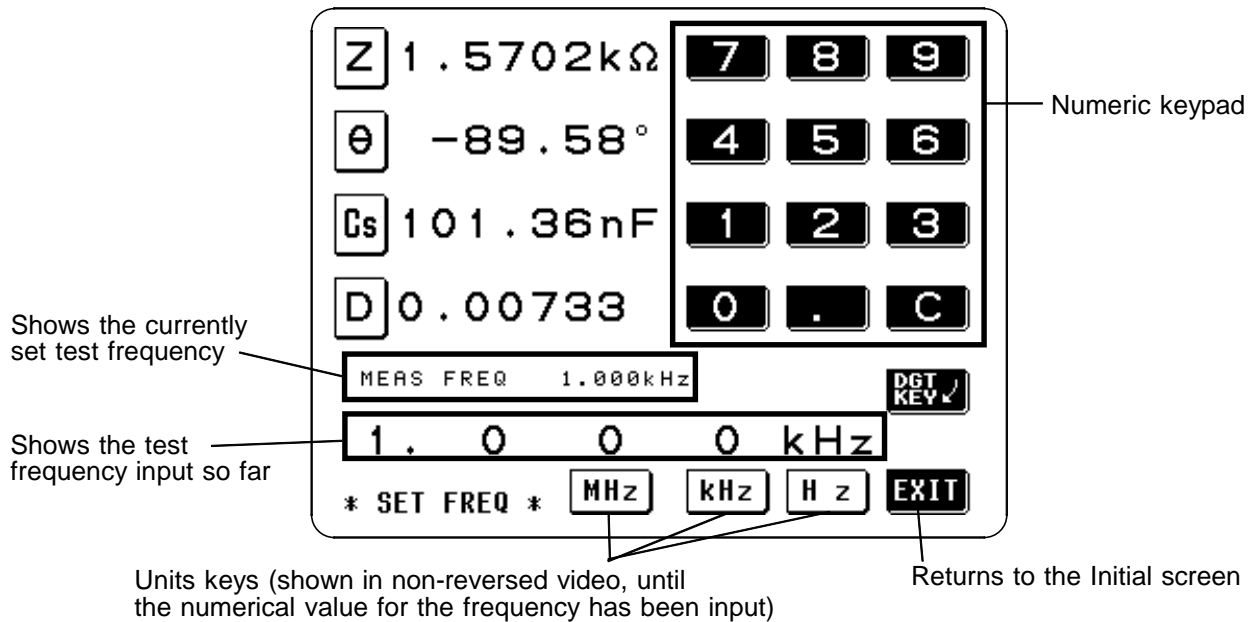 Z 1.5702kΩ 7 8 9
Numeric keypad
θ -89.58° 4 5 6
Cs 101.36nF 1 2 3
D 0.00733 0 . C
Shows the currently
set test frequency
MEAS FREQ 1.000kHz
DGT
KEY
Shows the test
frequency input so far
1. 0 0 0 kHz
* SET FREQ * MHz kHz Hz EXIT
Units keys (shown in non-reversed video, until
the numerical value for the frequency has been input)
Returns to the Initial screen